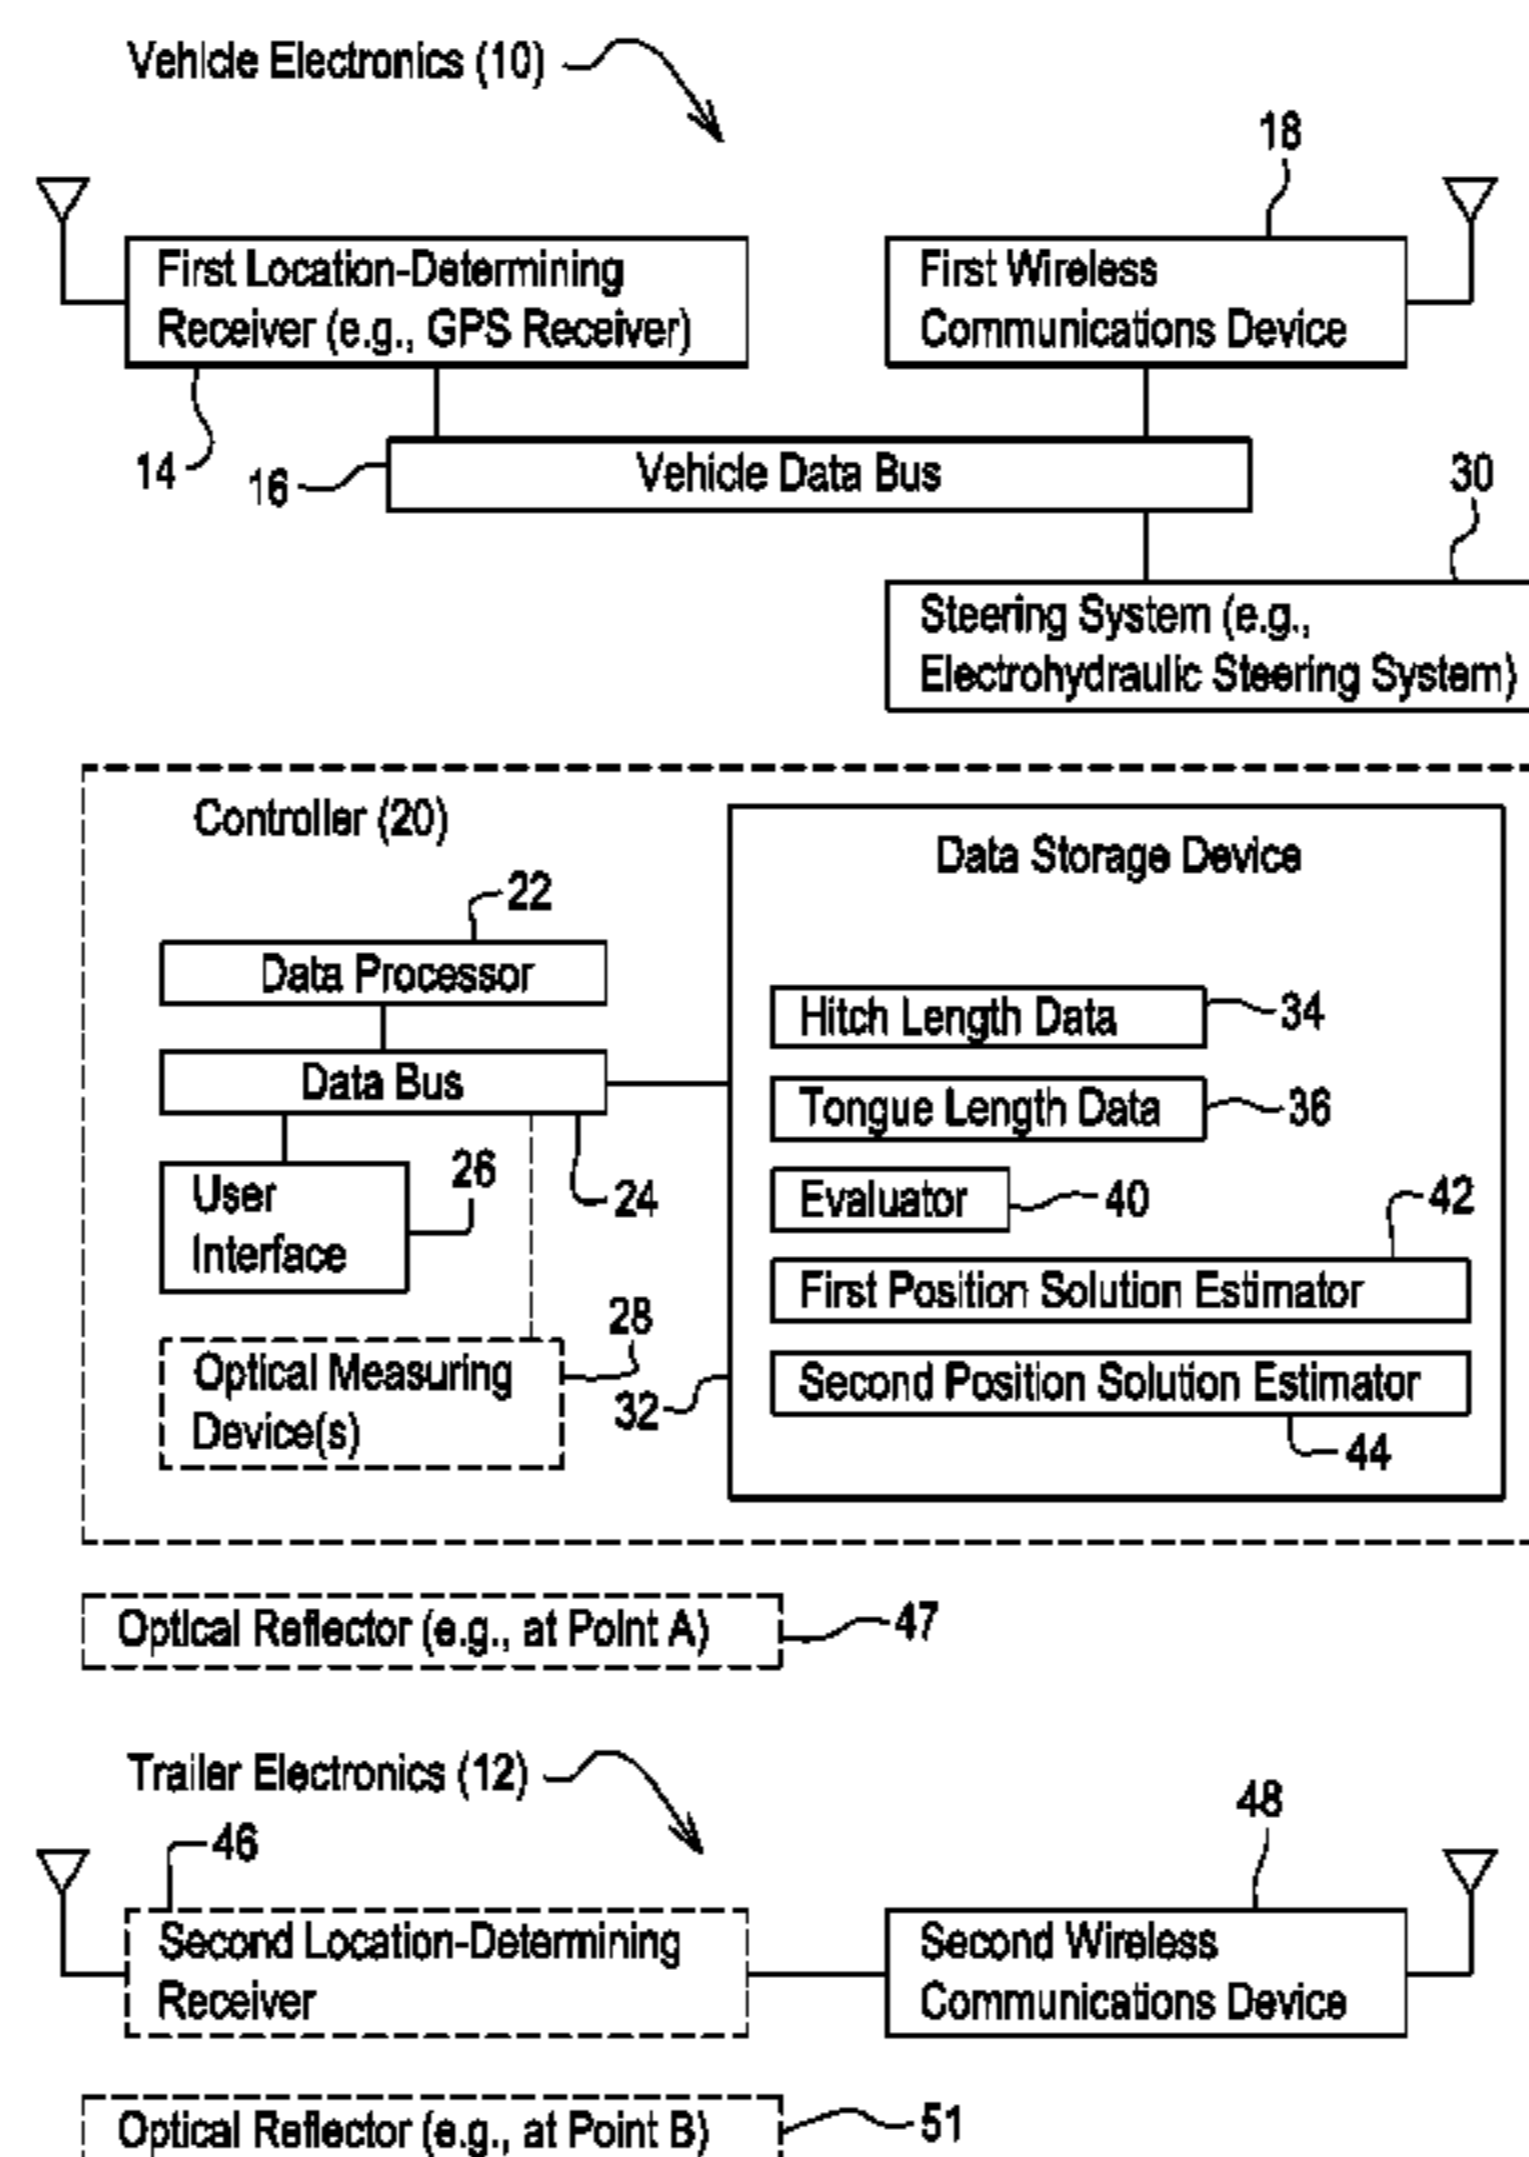 Vehicle Electronics (10)
18
First Location-Determining
Receiver (e.g., GPS Receiver)
First Wireless
Communications Device
14
16
Vehicle Data Bus
30
Steering System (e.g.,
Electrohydraulic Steering System)
Controller (20)
Data Storage Device
22
Data Processor
Hitch Length Data
34
Data Bus
Tongue Length Data
36
User
Interface
26
24
Evaluator
40
42
First Position Solution Estimator
28
Optical Measuring
Device(s)
32
Second Position Solution Estimator
44
Optical Reflector (e.g., at Point A)
47
Trailer Electronics (12)
46
48
Second Location-Determining
Receiver
Second Wireless
Communications Device
Optical Reflector (e.g., at Point B)
51